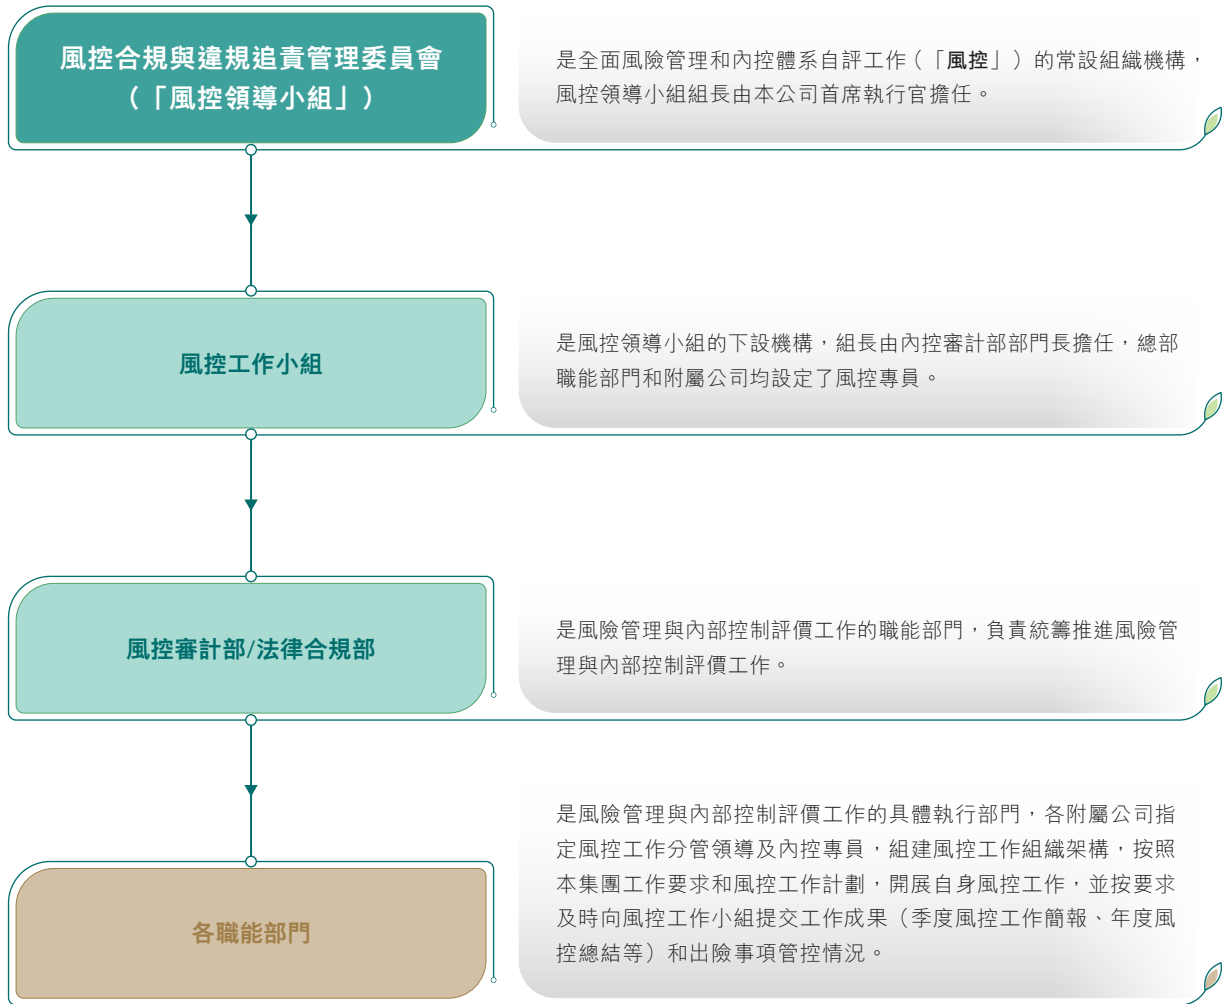 風控合規與違規追責管理委員會
（「風控領導小組」）
是全面風險管理和內控體系自評工作（「風控」）的常設組織機構，
風控領導小組組長由本公司首席執行官擔任。
風控工作小組
是風控領導小組的下設機構，組長由內控審計部部門長擔任，總部
職能部門和附屬公司均設定了風控專員。
風控審計部/法律合規部
是風險管理與內部控制評價工作的職能部門，負責統籌推進風險管
理與內部控制評價工作。
各職能部門
是風險管理與內部控制評價工作的具體執行部門，各附屬公司指
定風控工作分管領導及內控專員，組建風控工作組織架構，按照
本集團工作要求和風控工作計劃，開展自身風控工作，並按要求
及時向風控工作小組提交工作成果（季度風控工作簡報、年度風
控總結等）和出險事項管控情況。